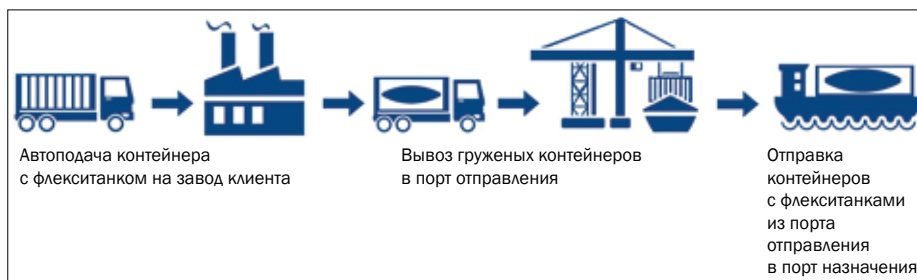 Автоподача контейнера
с флекситанком на завод клиента
Вывоз груженых контейнеров
в порт отправления
Отправка
контейнеров
с флекситанками
из порта
отправления
в порт назначения